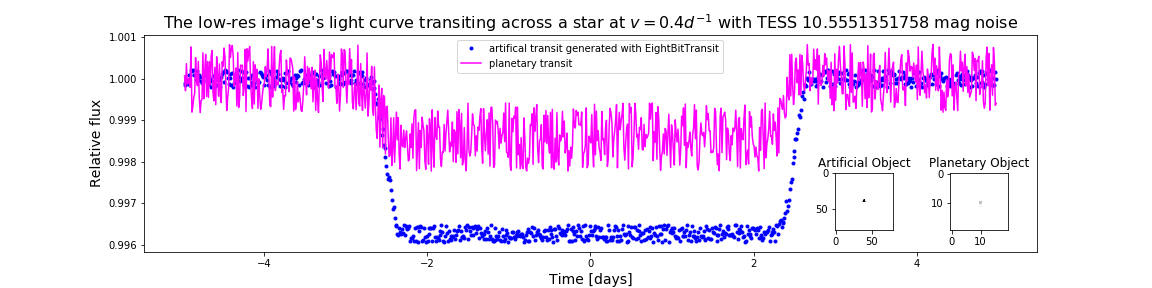 The low-res image's light curve transiting across a star at v = 0.4d⁻¹ with TESS 10.5551351758 mag noise
artifical transit generated with EightBitTransit
planetary transit
Relative flux
1.001
1.000
0.999
0.998
0.997
0.996
Artificial Object
0
50
0 50
Planetary Object
0
10
0 10
−4 −2 0 2 4
Time [days]